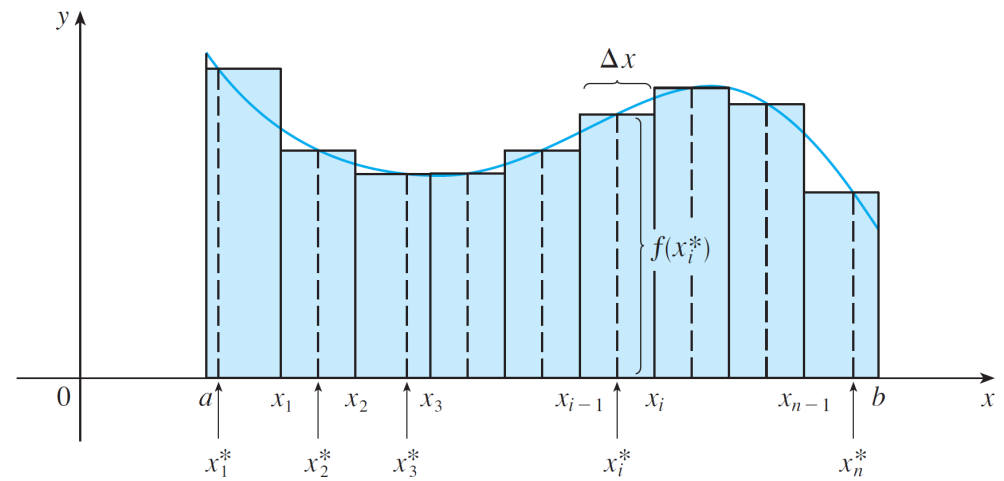 y
Δx
f(x_i^*)
0 a x_1 x_2 x_3 x_{i-1} x_i x_{n-1} b x
x_1^* x_2^* x_3^* x_i^* x_n^*